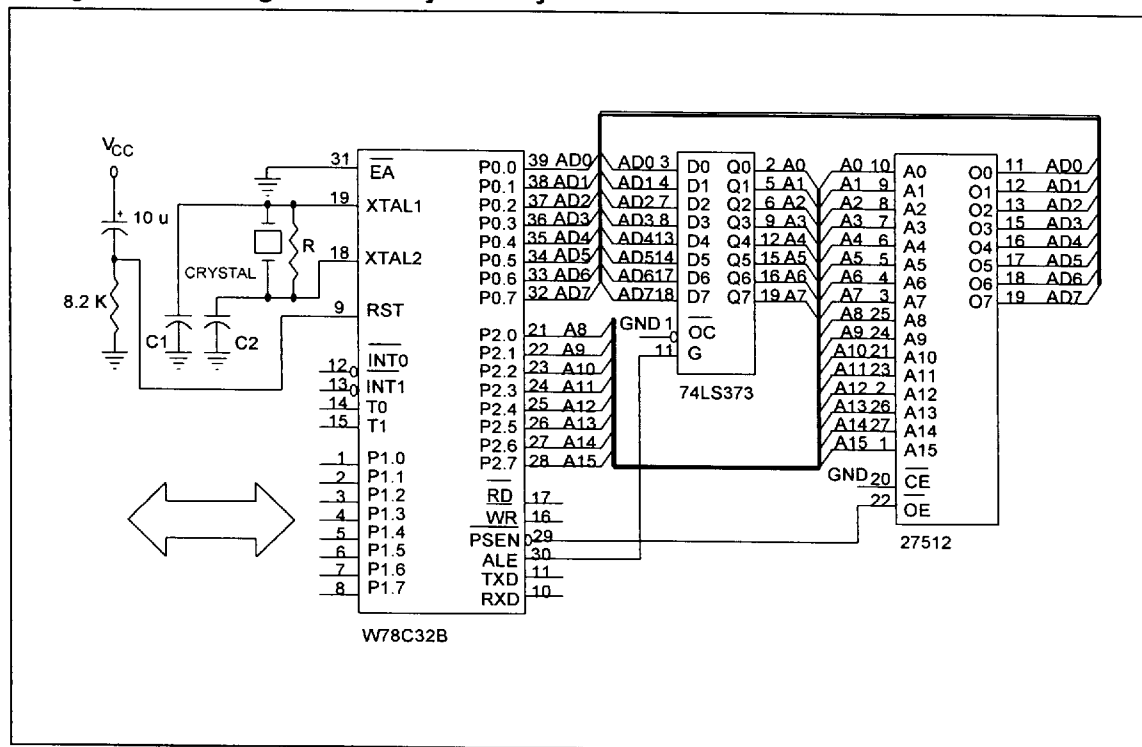 VCC
10 u
8.2 K
C1
C2
CRYSTAL
R
31 EA
19 XTAL1
18 XTAL2
9 RST
12 INT0
13 INT1
14 T0
15 T1
1 P1.0
2 P1.1
3 P1.2
4 P1.3
5 P1.4
6 P1.5
7 P1.6
8 P1.7
P0.0 39 AD0
P0.1 38 AD1
P0.2 37 AD2
P0.3 36 AD3
P0.4 35 AD4
P0.5 34 AD5
P0.6 33 AD6
P0.7 32 AD7
P2.0 21 A8
P2.1 22 A9
P2.2 23 A10
P2.3 24 A11
P2.4 25 A12
P2.5 26 A13
P2.6 27 A14
P2.7 28 A15
RD 17
WR 16
PSEN 29
ALE 30
TXD 11
RXD 10
W78C32B
AD0 3 D0 Q0 2 A0
AD1 4 D1 Q1 5 A1
AD2 7 D2 Q2 6 A2
AD3 8 D3 Q3 9 A3
AD4 13 D4 Q4 12 A4
AD5 14 D5 Q5 15 A5
AD6 17 D6 Q6 16 A6
AD7 18 D7 Q7 19 A7
GND 1 OC
11 G
74LS373
A0 10 A0 O0 11 AD0
A1 9 A1 O1 12 AD1
A2 8 A2 O2 13 AD2
A3 7 A3 O3 15 AD3
A4 6 A4 O4 16 AD4
A5 5 A5 O5 17 AD5
A6 4 A6 O6 18 AD6
A7 3 A7 O7 19 AD7
A8 25 A8
A9 24 A9
A10 21 A10
A11 23 A11
A12 2 A12
A13 26 A13
A14 27 A14
A15 1 A15
GND 20 CE
22 OE
27512